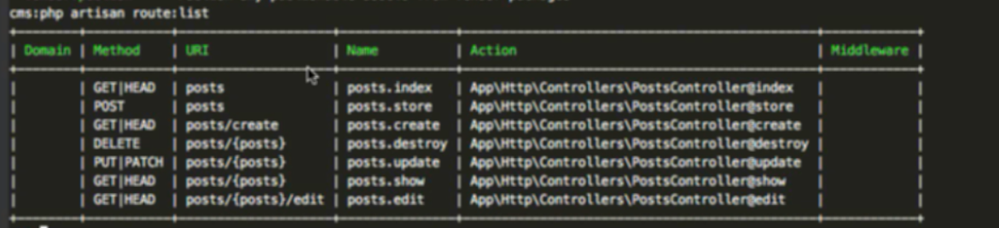 cms:php artisan route:list
| Domain | Method | URI | Name | Action | Middleware |
| | GET|HEAD | posts | posts.index | App\Http\Controllers\PostsController@index | |
| | POST | posts | posts.store | App\Http\Controllers\PostsController@store | |
| | GET|HEAD | posts/create | posts.create | App\Http\Controllers\PostsController@create | |
| | DELETE | posts/{posts} | posts.destroy | App\Http\Controllers\PostsController@destroy | |
| | PUT|PATCH | posts/{posts} | posts.update | App\Http\Controllers\PostsController@update | |
| | GET|HEAD | posts/{posts} | posts.show | App\Http\Controllers\PostsController@show | |
| | GET|HEAD | posts/{posts}/edit | posts.edit | App\Http\Controllers\PostsController@edit | |